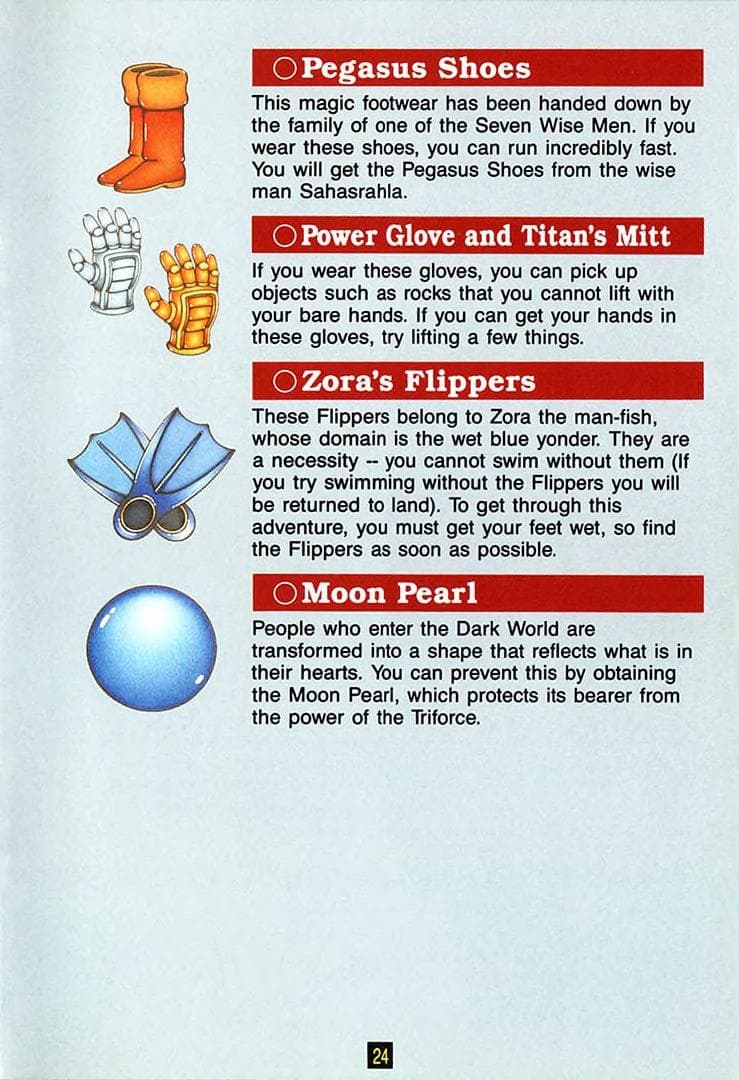 ○Pegasus Shoes
This magic footwear has been handed down by
the family of one of the Seven Wise Men. If you
wear these shoes, you can run incredibly fast.
You will get the Pegasus Shoes from the wise
man Sahasrahla.
○Power Glove and Titan's Mitt
If you wear these gloves, you can pick up
objects such as rocks that you cannot lift with
your bare hands. If you can get your hands in
these gloves, try lifting a few things.
○Zora's Flippers
These Flippers belong to Zora the man-fish,
whose domain is the wet blue yonder. They are
a necessity -- you cannot swim without them (If
you try swimming without the Flippers you will
be returned to land). To get through this
adventure, you must get your feet wet, so find
the Flippers as soon as possible.
○Moon Pearl
People who enter the Dark World are
transformed into a shape that reflects what is in
their hearts. You can prevent this by obtaining
the Moon Pearl, which protects its bearer from
the power of the Triforce.
24